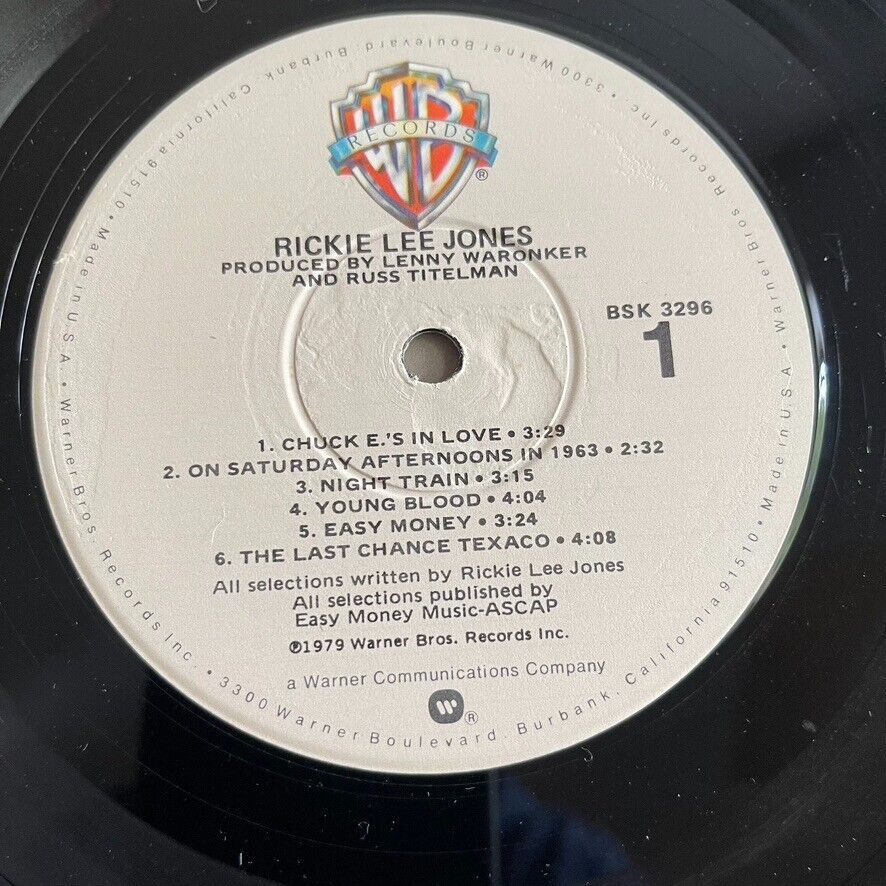 WB
RECORDS
®
RICKIE LEE JONES
PRODUCED BY LENNY WARONKER
AND RUSS TITELMAN
BSK 3296
1
1. CHUCK E.'S IN LOVE • 3:29
2. ON SATURDAY AFTERNOONS IN 1963 • 2:32
3. NIGHT TRAIN • 3:15
4. YOUNG BLOOD • 4:04
5. EASY MONEY • 3:24
6. THE LAST CHANCE TEXACO • 4:08
All selections written by Rickie Lee Jones
All selections published by
Easy Money Music-ASCAP
℗1979 Warner Bros. Records Inc.
a Warner Communications Company
W®
Warner Bros. Records Inc. • 3300 Warner Boulevard, Burbank, California 91510 • Made in U.S.A. • Warner Bros. Records Inc. • 3300 Warner Boulevard, Burbank, California 91510 • Made in U.S.A. •